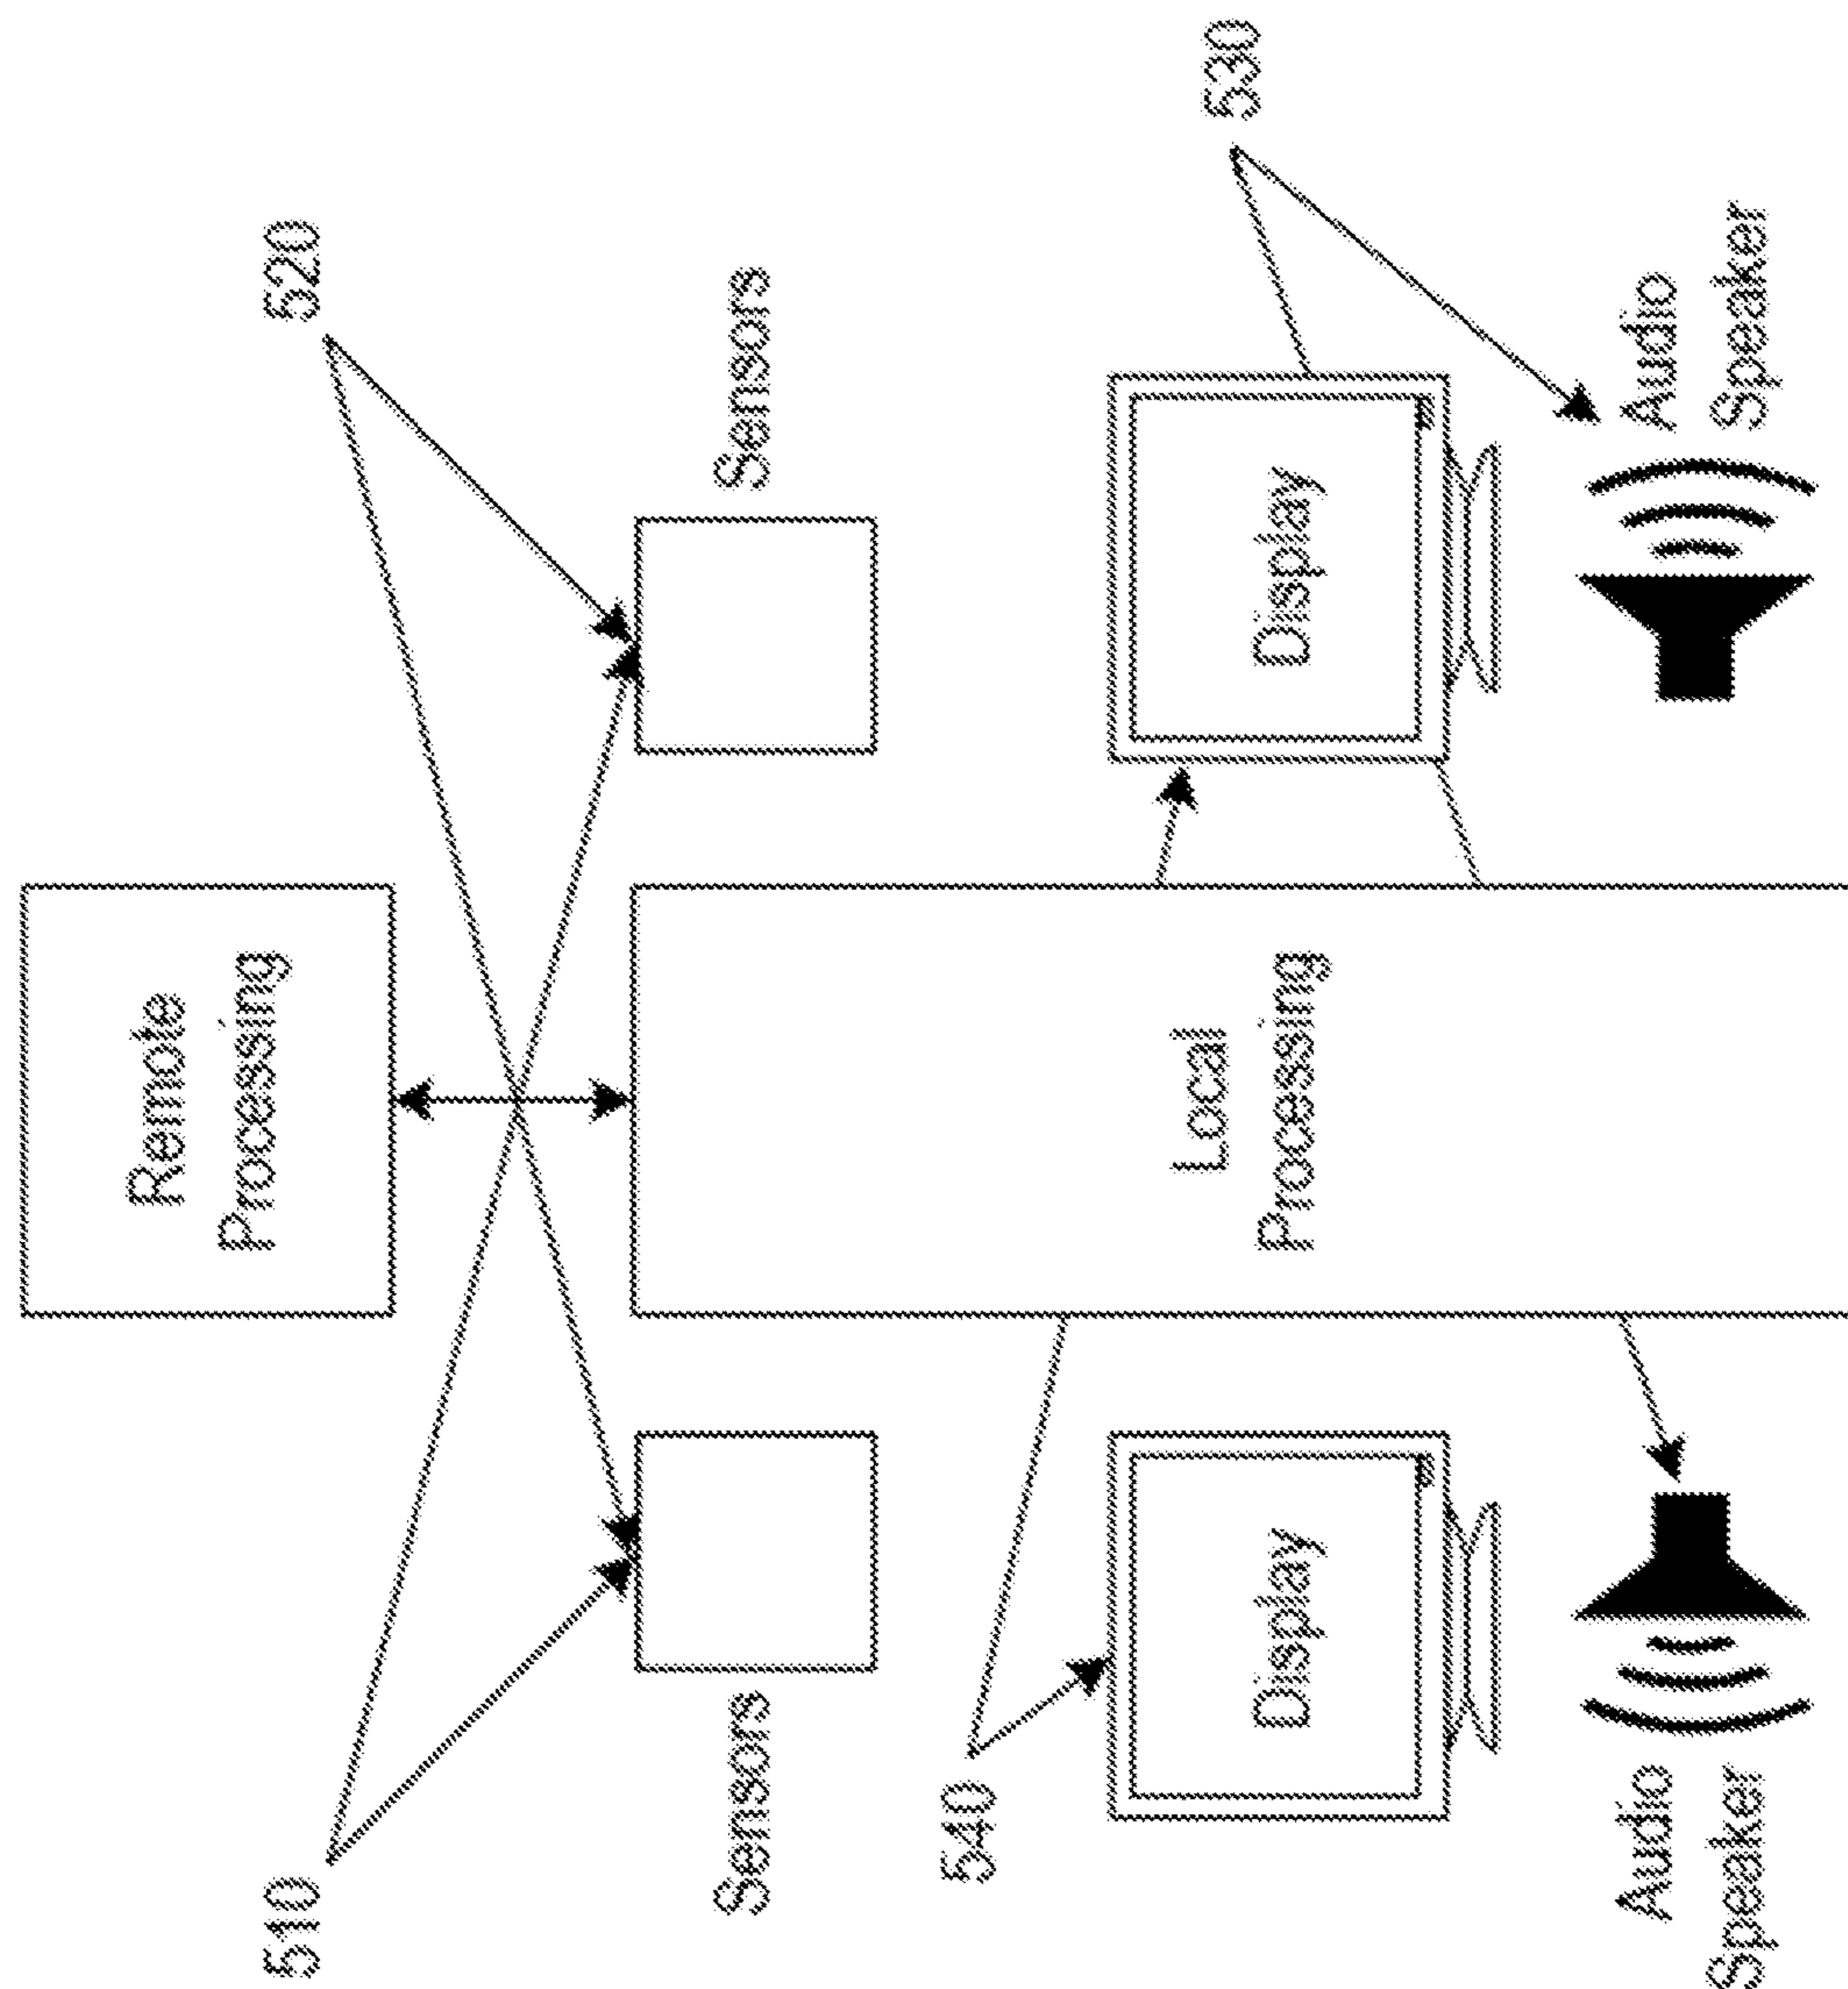 Remote
Processing
510
520
Sensors
Sensors
540
Local
Processing
530
Display
Display
Audio
Speaker
Audio
Speaker